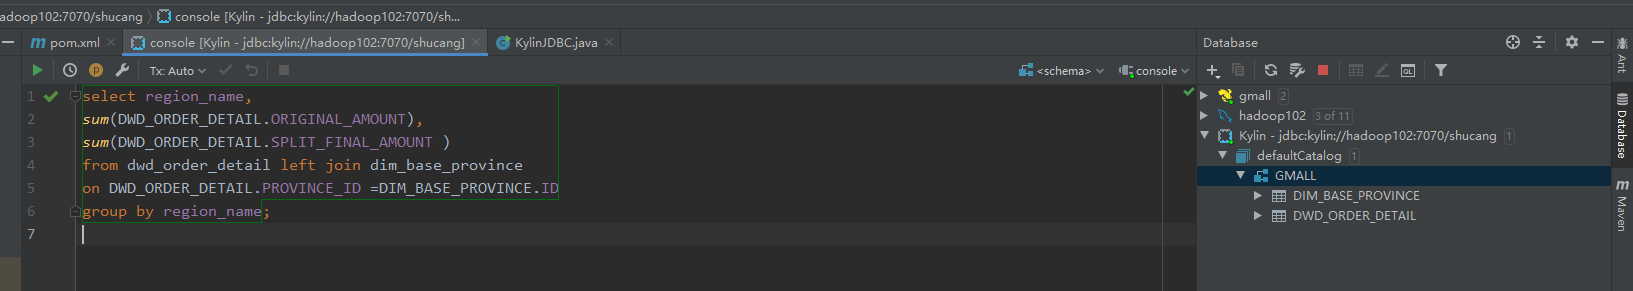 adoop102:7070/shucang  console [Kylin - jdbc:kylin://hadoop102:7070/sh...
pom.xml  console [Kylin - jdbc:kylin://hadoop102:7070/shucang]  KylinJDBC.java  Database
Tx: Auto  <schema>  console  QL
1 select region_name,
2 sum(DWD_ORDER_DETAIL.ORIGINAL_AMOUNT),
3 sum(DWD_ORDER_DETAIL.SPLIT_FINAL_AMOUNT )
4 from dwd_order_detail left join dim_base_province
5 on DWD_ORDER_DETAIL.PROVINCE_ID =DIM_BASE_PROVINCE.ID
6 group by region_name;
7
gmall 2
hadoop102 3 of 11
Kylin - jdbc:kylin://hadoop102:7070/shucang 1
defaultCatalog 1
GMALL
DIM_BASE_PROVINCE
DWD_ORDER_DETAIL
Ant
Database
Maven